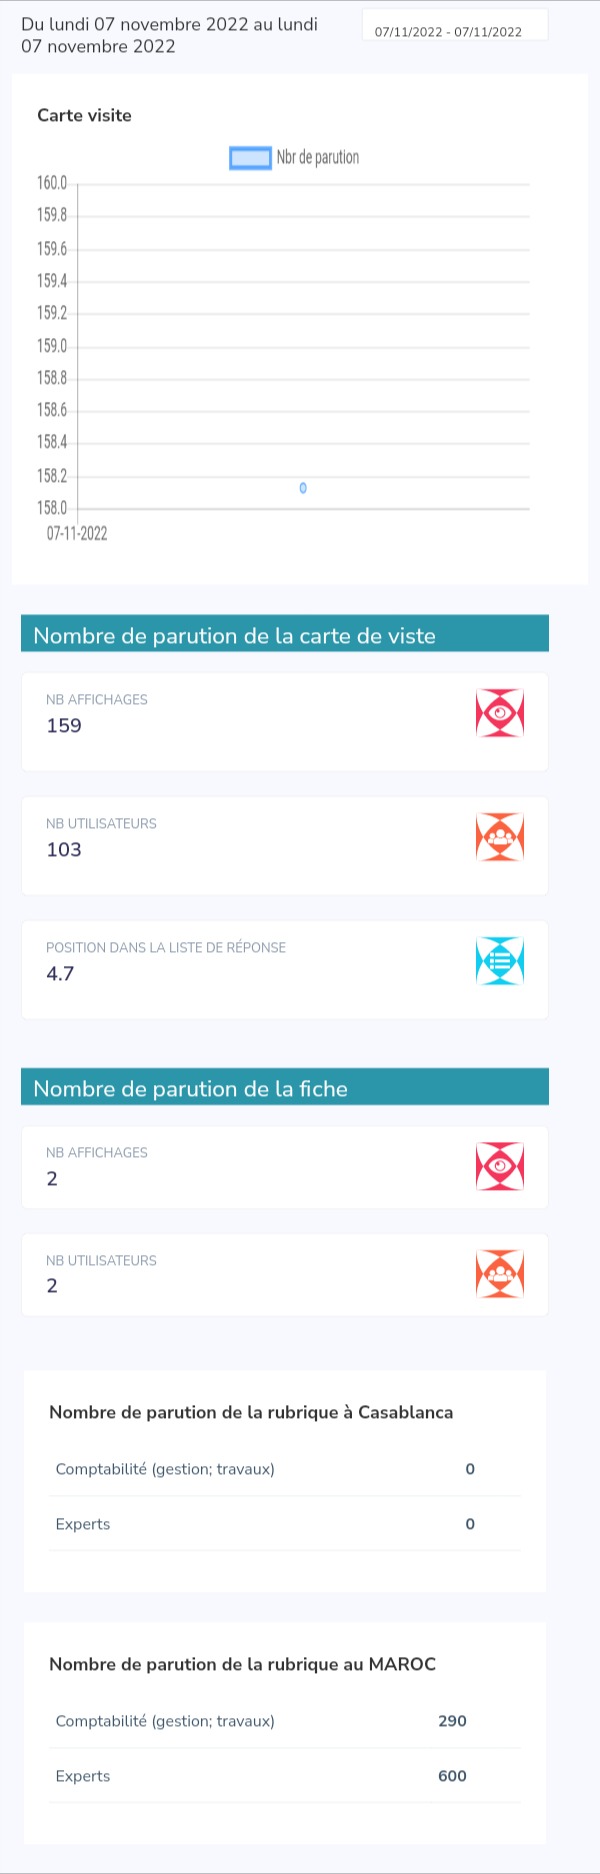 Du lundi 07 novembre 2022 au lundi
07 novembre 2022
07/11/2022 - 07/11/2022
Carte visite
Nbr de parution
160.0
159.8
159.6
159.4
159.2
159.0
158.8
158.6
158.4
158.2
158.0
07-11-2022
Nombre de parution de la carte de viste
NB AFFICHAGES
159
NB UTILISATEURS
103
POSITION DANS LA LISTE DE RÉPONSE
4.7
Nombre de parution de la fiche
NB AFFICHAGES
2
NB UTILISATEURS
2
Nombre de parution de la rubrique à Casablanca
Comptabilité (gestion; travaux) 0
Experts 0
Nombre de parution de la rubrique au MAROC
Comptabilité (gestion; travaux) 290
Experts 600